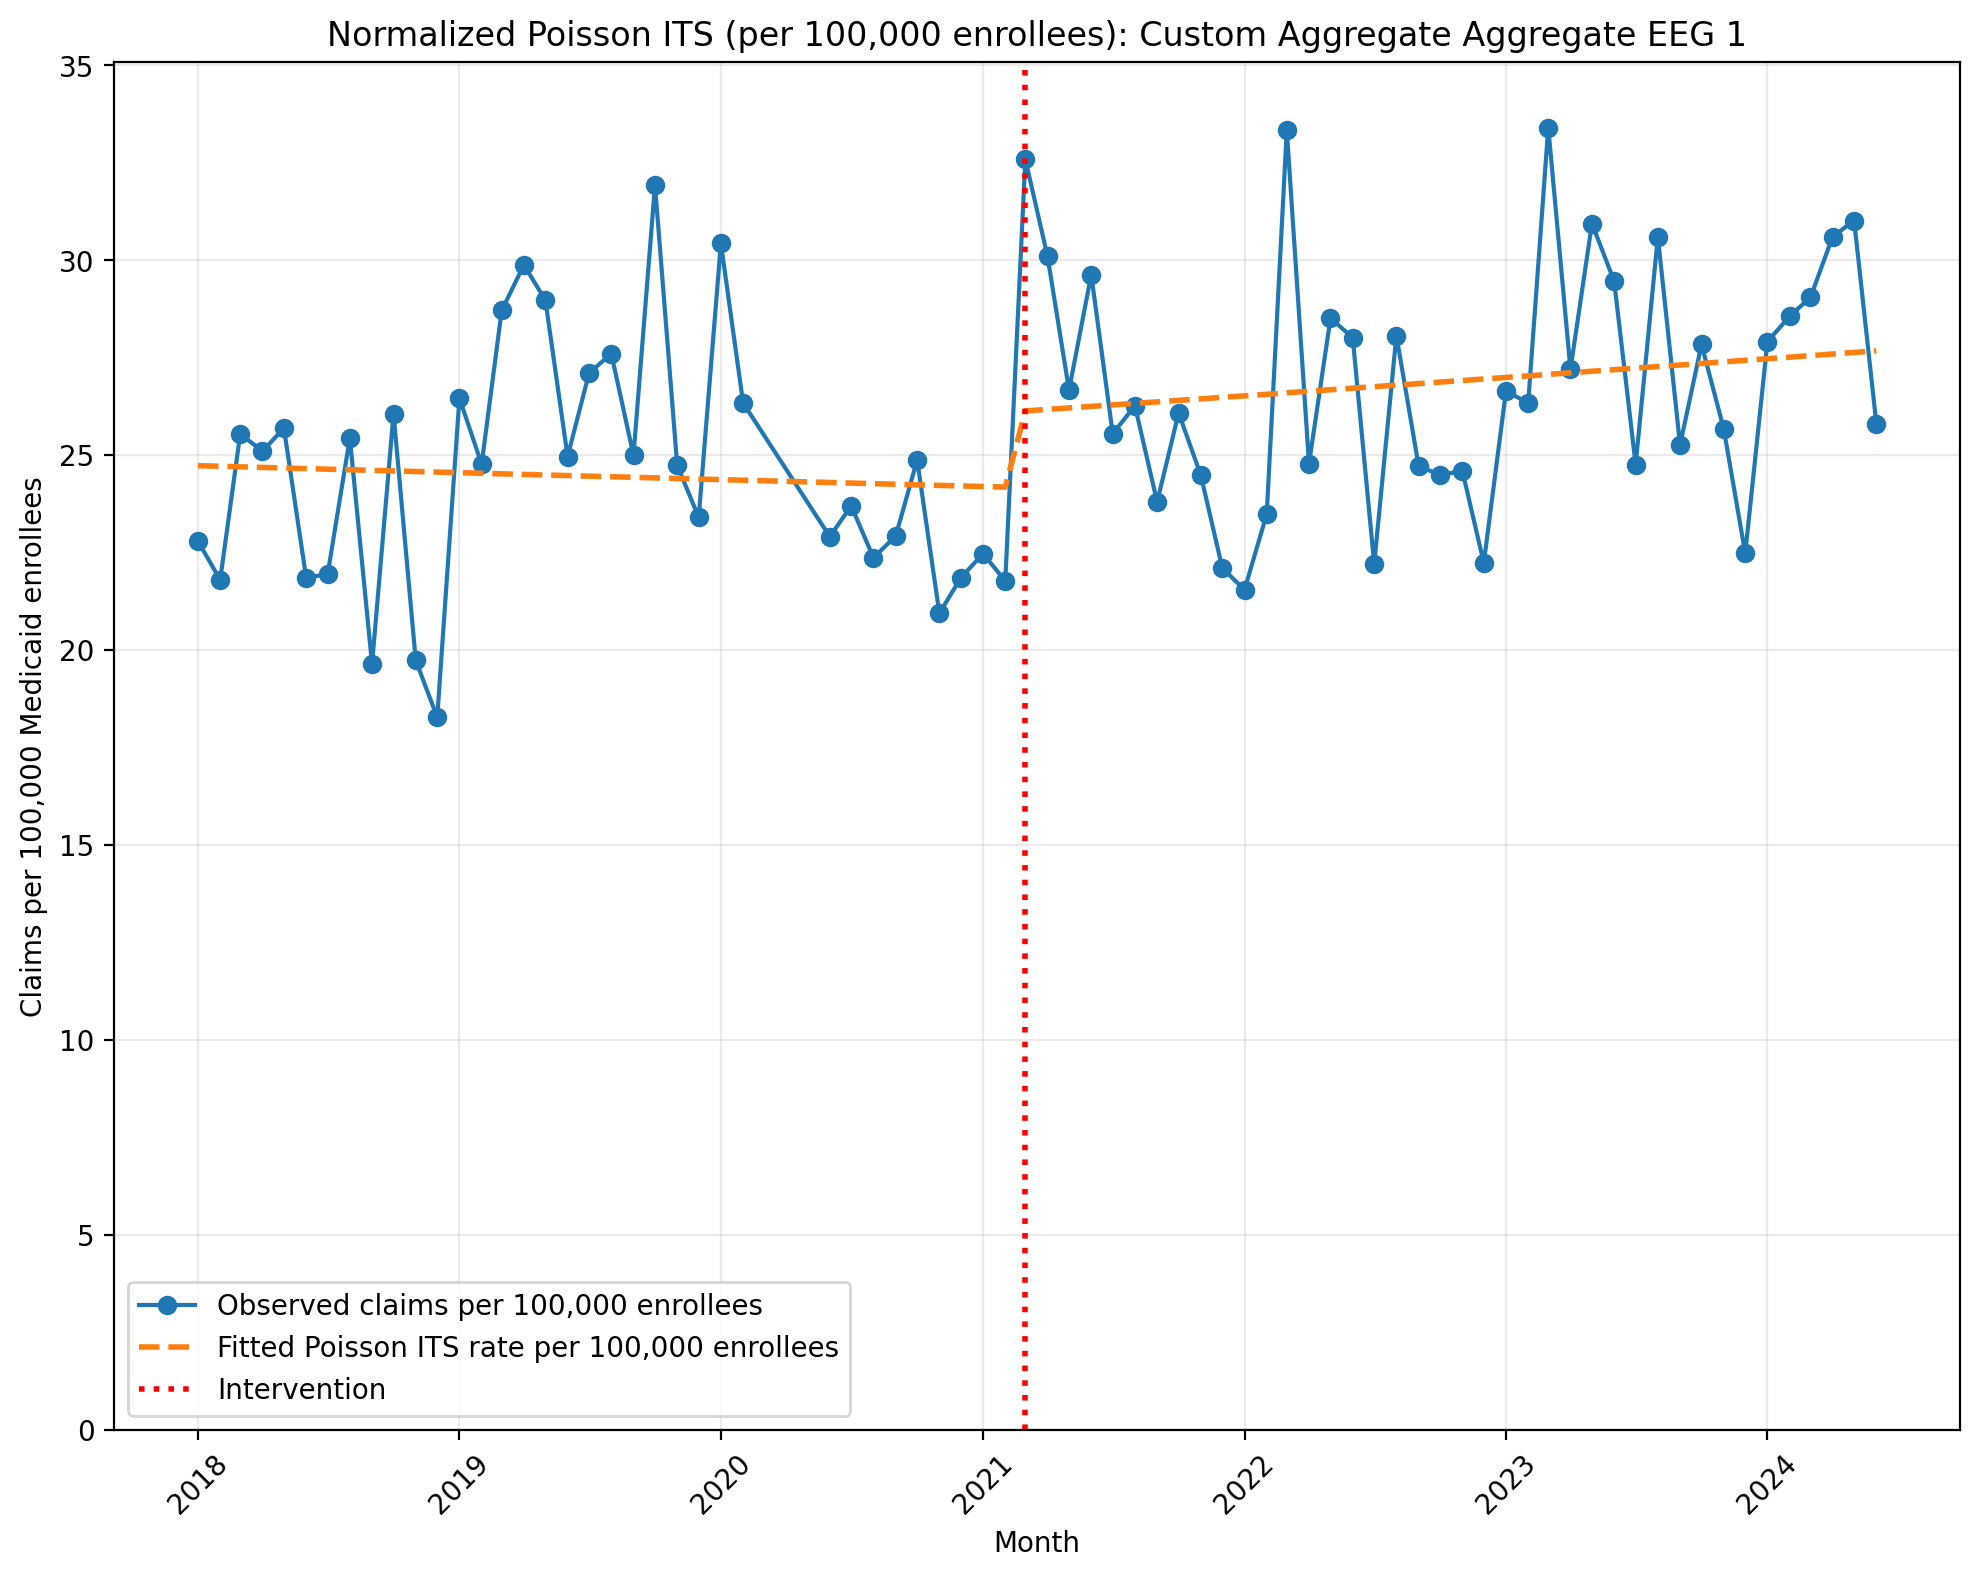 Normalized Poisson ITS (per 100,000 enrollees): Custom Aggregate Aggregate EEG 1
Claims per 100,000 Medicaid enrollees
35
30
25
20
15
10
5
0
Observed claims per 100,000 enrollees
Fitted Poisson ITS rate per 100,000 enrollees
Intervention
2018
2019
2020
2021
2022
2023
2024
Month